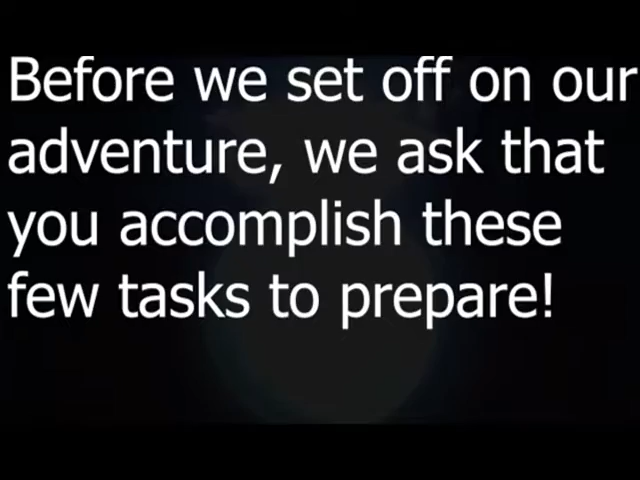 Before we set off on our
adventure, we ask that
you accomplish these
few tasks to prepare!